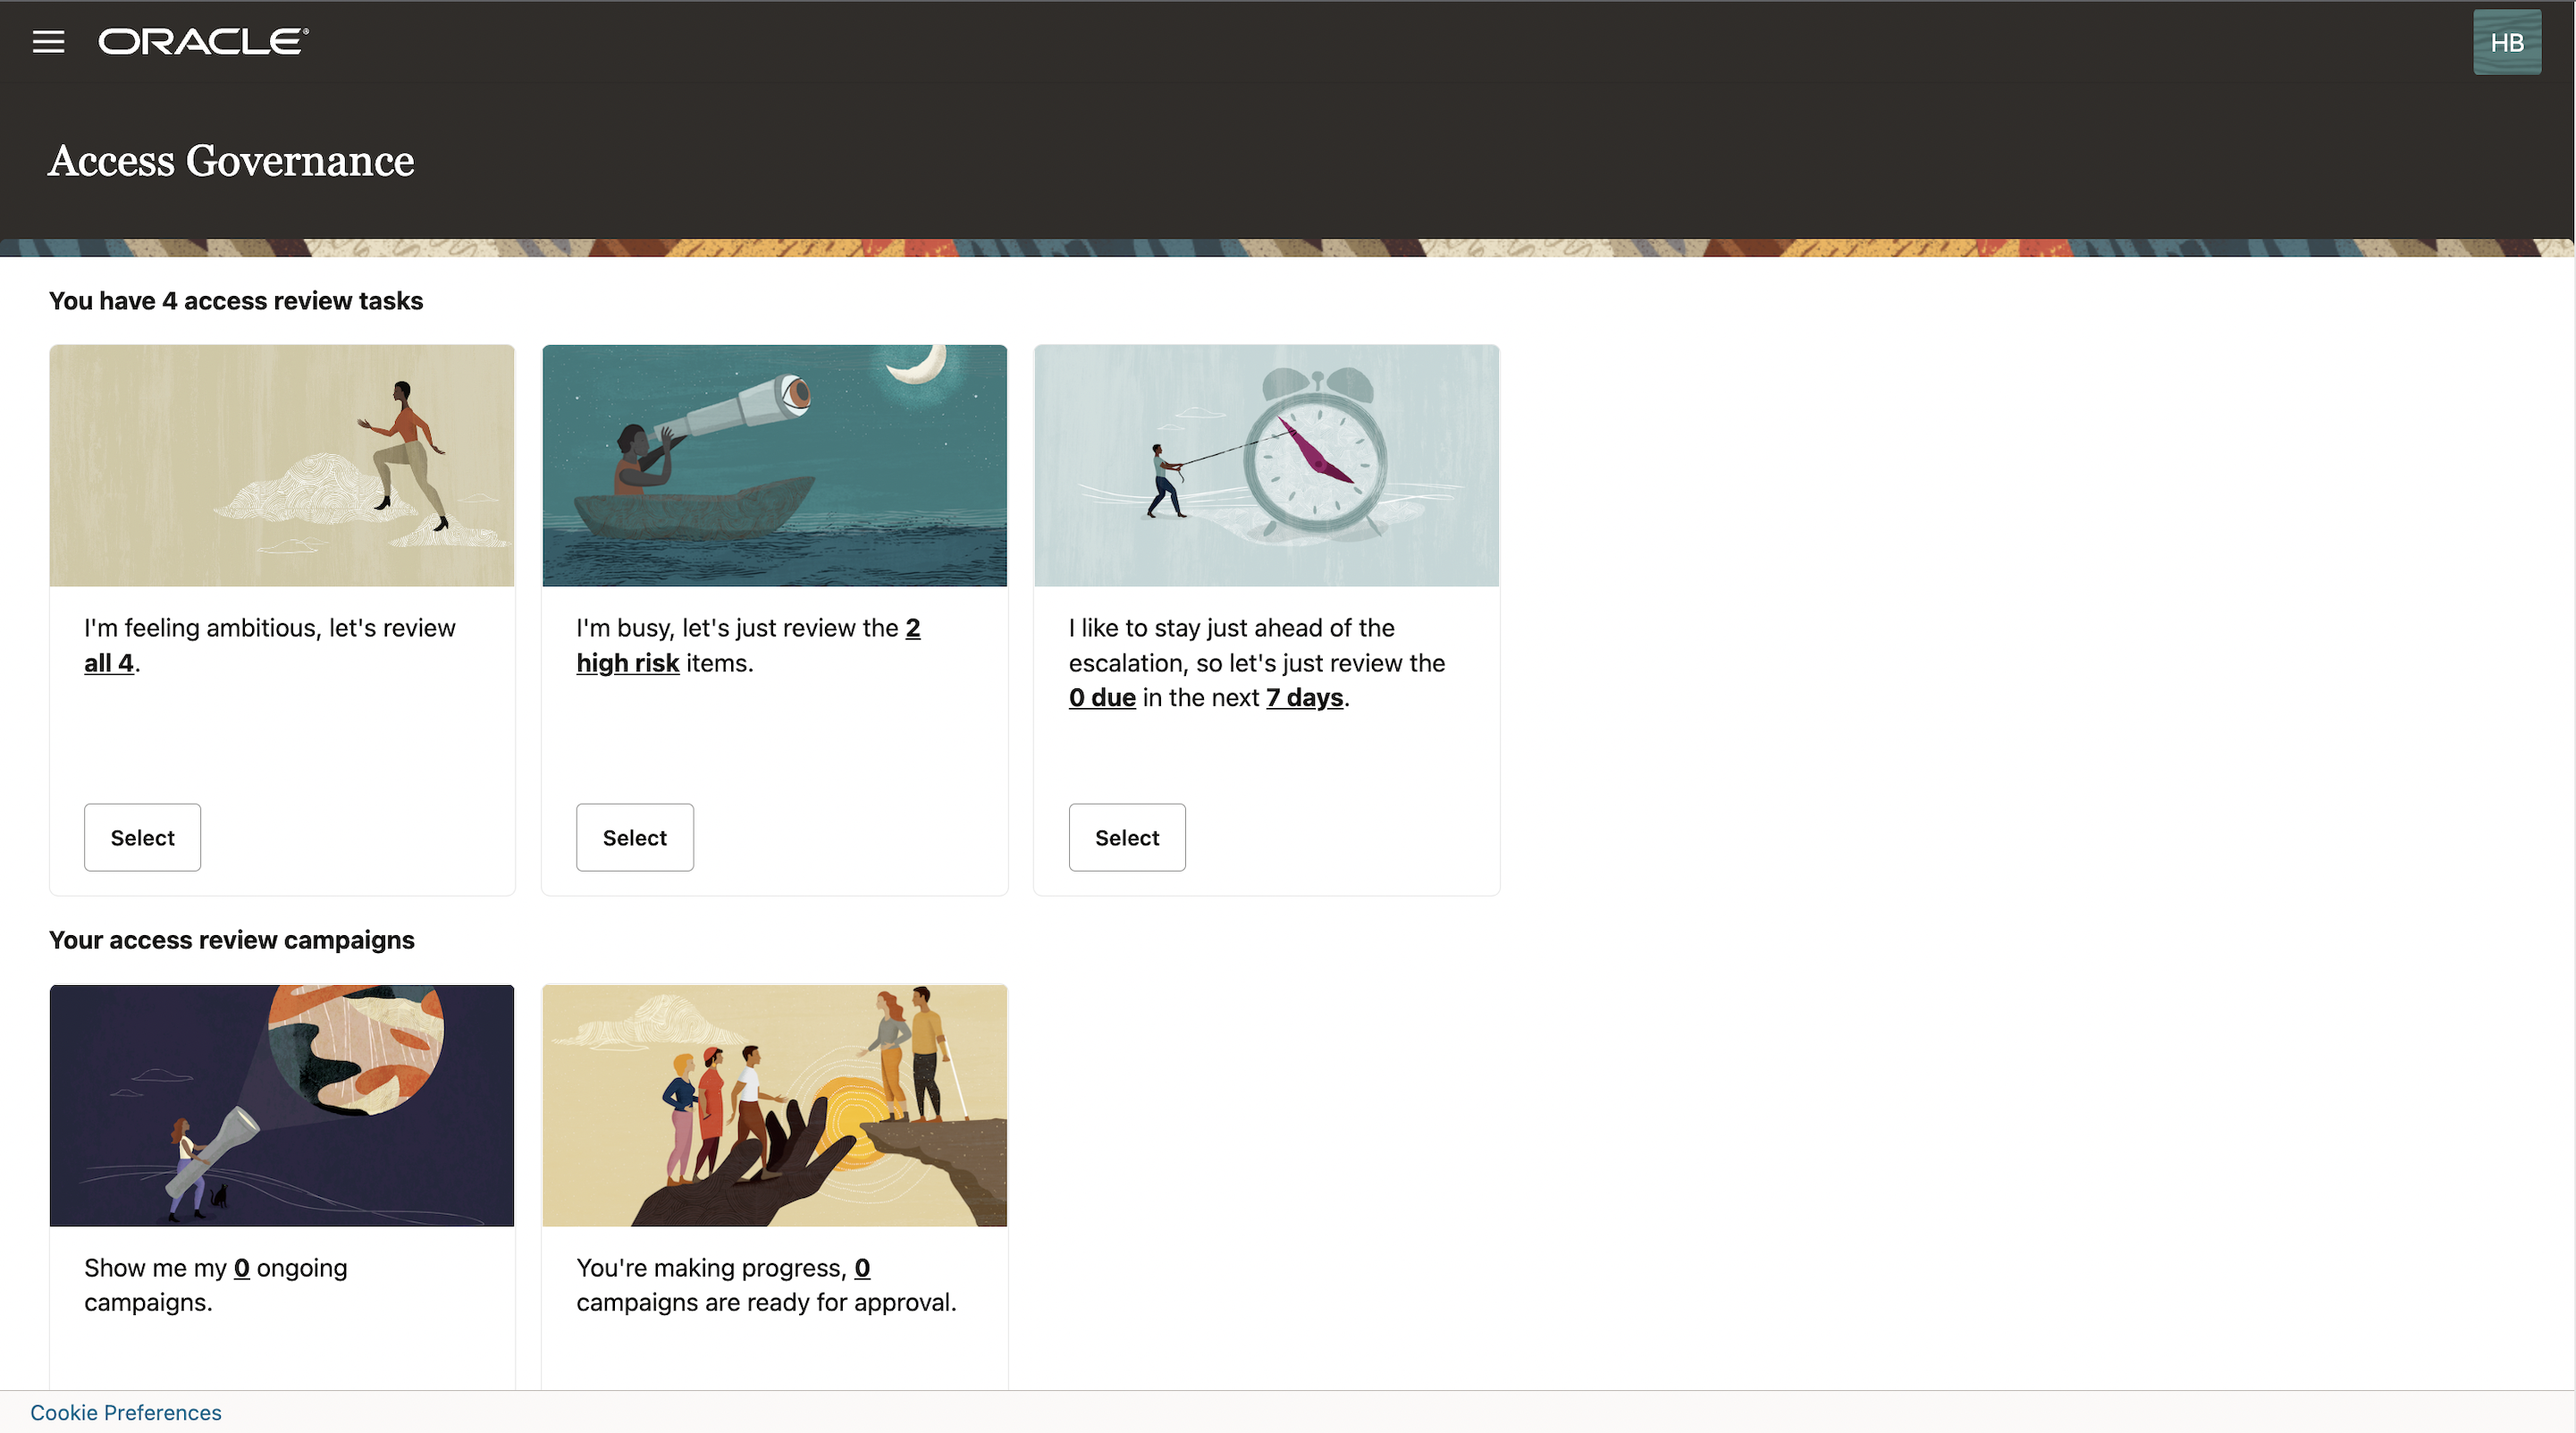 ORACLE
HB
Access Governance
You have 4 access review tasks
I'm feeling ambitious, let's review
all 4.
Select
I'm busy, let's just review the 2
high risk items.
Select
I like to stay just ahead of the
escalation, so let's just review the
0 due in the next 7 days.
Select
Your access review campaigns
Show me my 0 ongoing
campaigns.
You're making progress, 0
campaigns are ready for approval.
Cookie Preferences